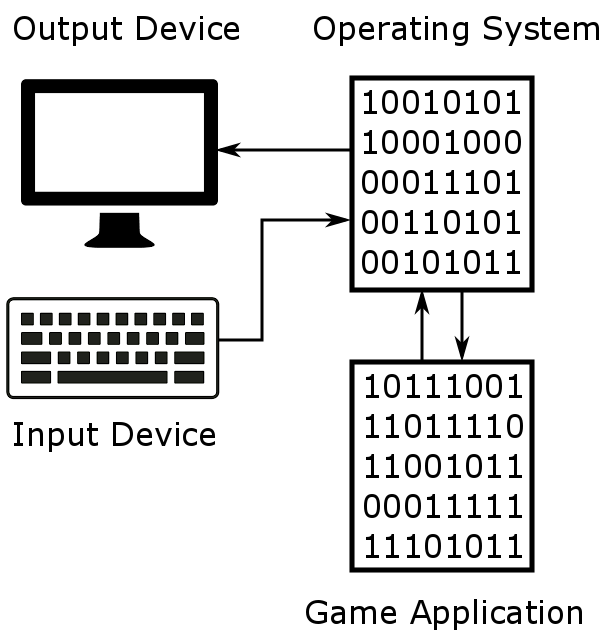 Output Device
Operating System
10010101
10001000
00011101
00110101
00101011
Input Device
10111001
11011110
11001011
00011111
11101011
Game Application